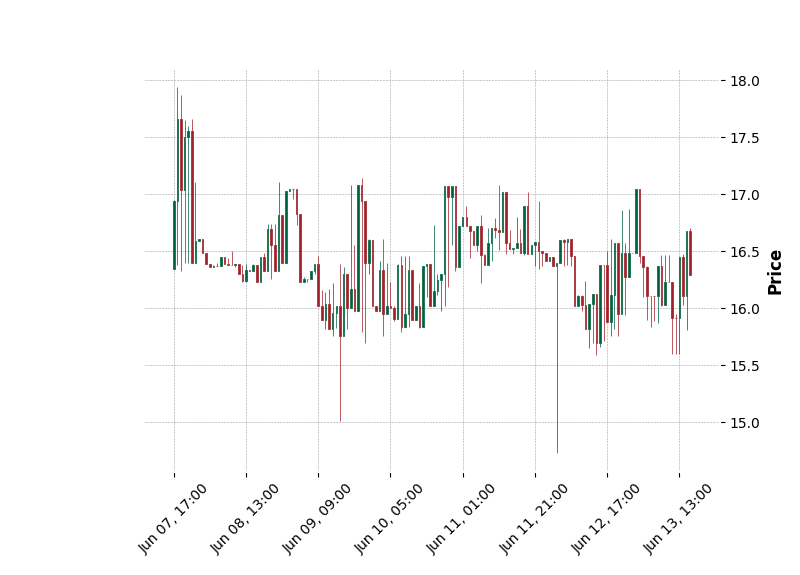 18.0
17.5
17.0
16.5
16.0
15.5
15.0
Price
Jun 07, 17:00
Jun 08, 13:00
Jun 09, 09:00
Jun 10, 05:00
Jun 11, 01:00
Jun 11, 21:00
Jun 12, 17:00
Jun 13, 13:00